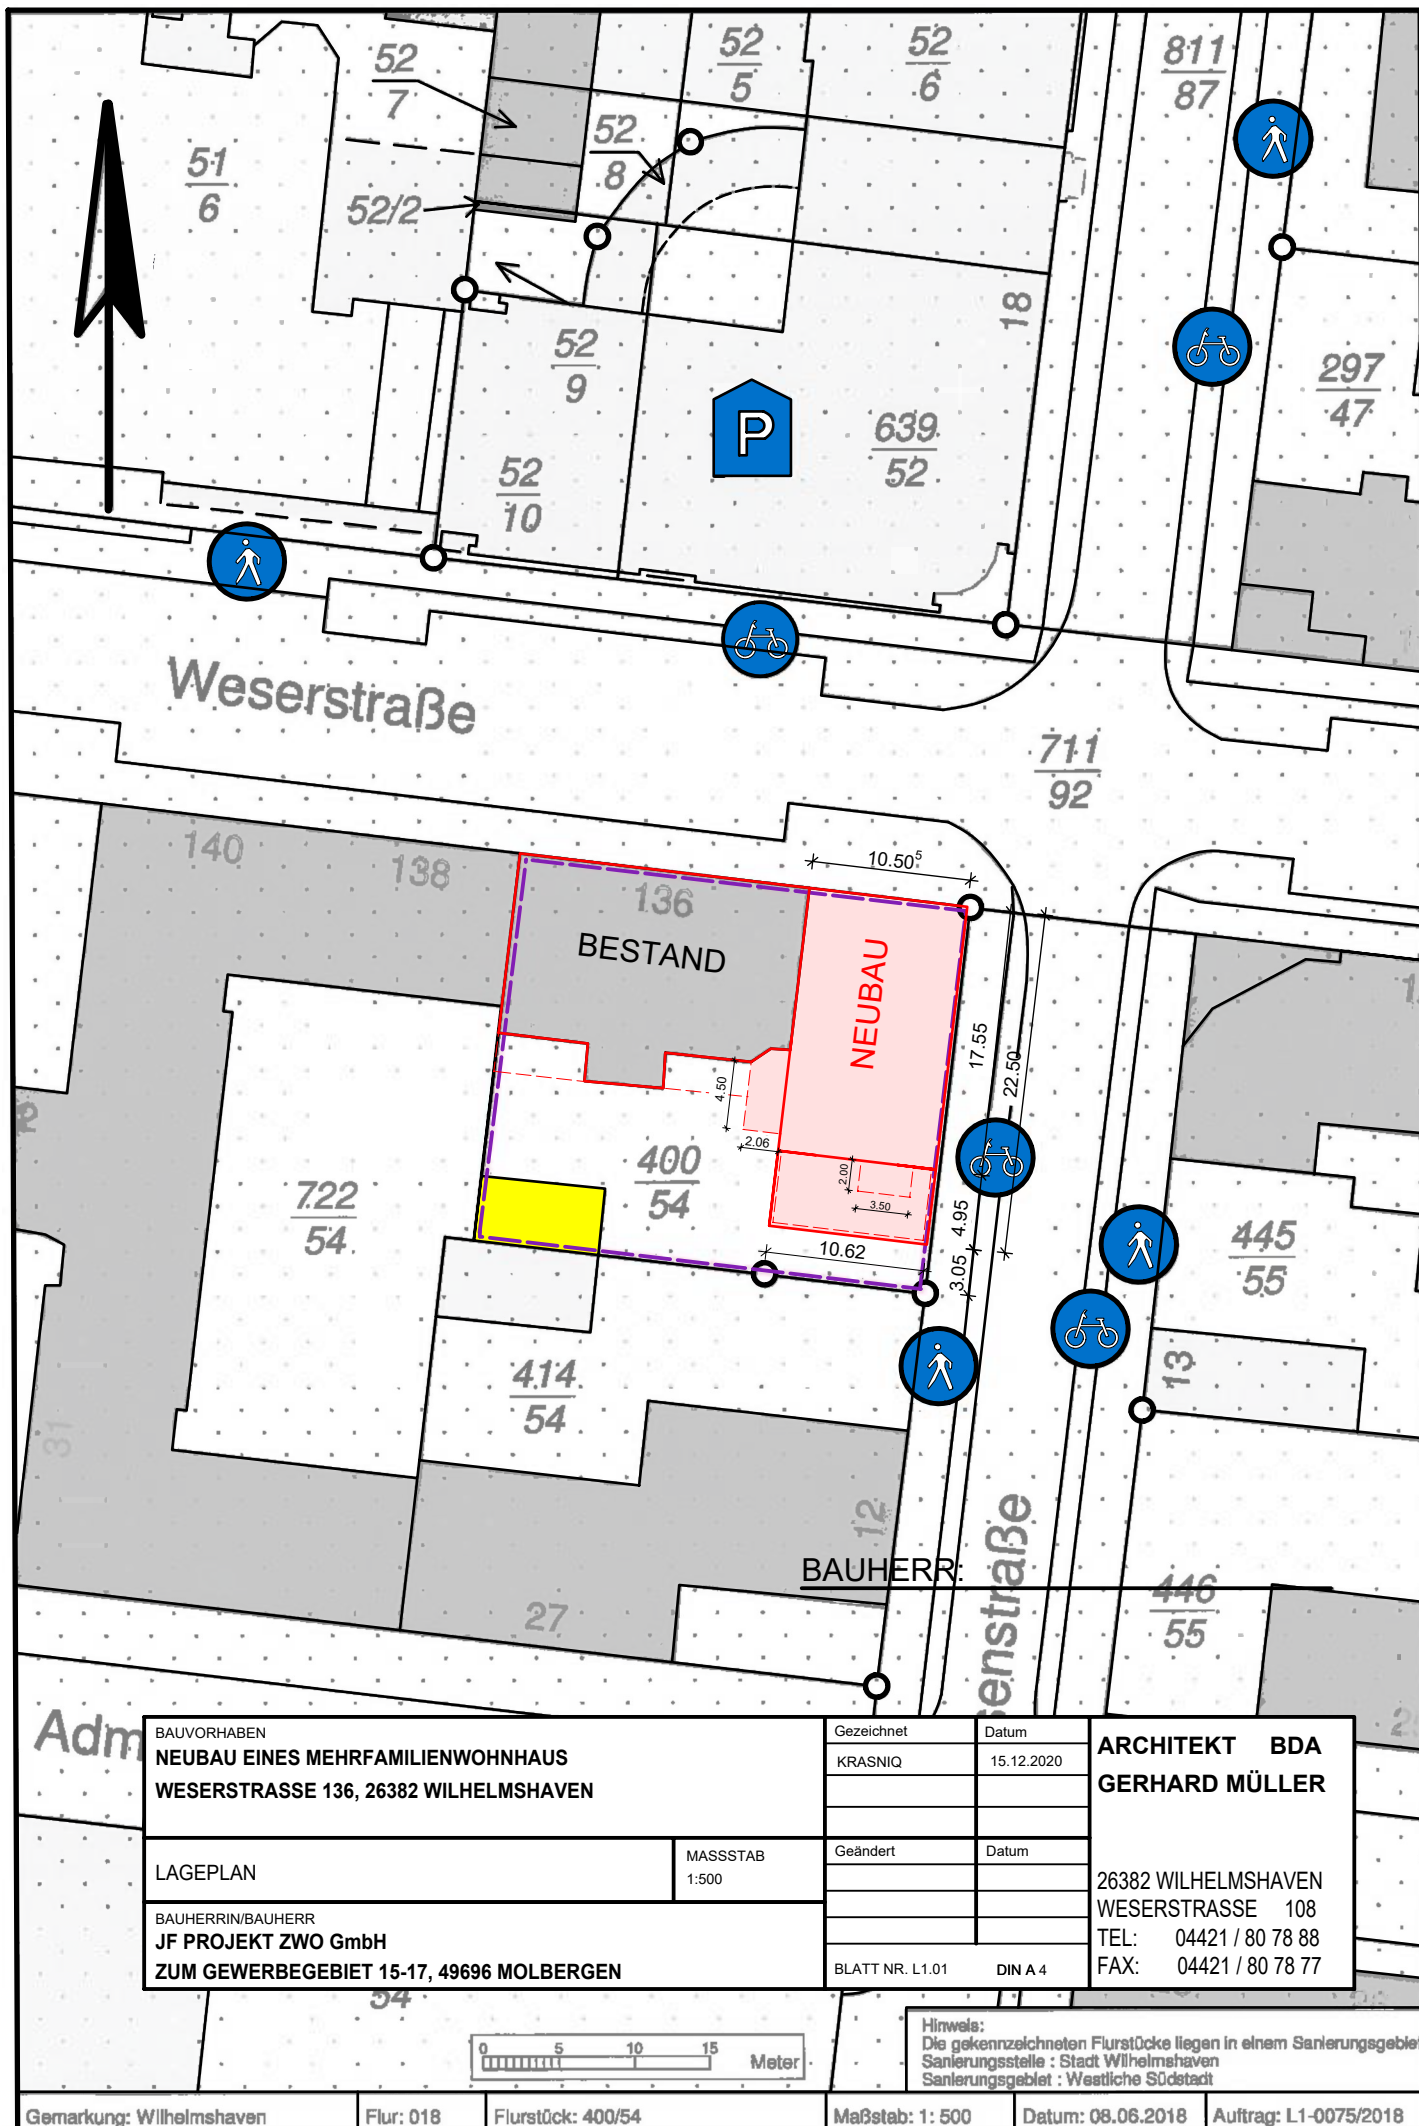 52
7
52
5
52
6
811
87
51
6
52
8
52/2
18
52
9
297
47
P
639
52
52
10
Weserstraße
711
92
140
138
136
10.50⁵
BESTAND
NEUBAU
17.55
22.50
4.50
2.06
2.00
3.50
400
54
722
54
4.95
10.62
3.05
445
55
414
54
13
31
12
BAUHERR:
446
55
27
senstraße
Adm
BAUVORHABEN
NEUBAU EINES MEHRFAMILIENWOHNHAUS
WESERSTRASSE 136, 26382 WILHELMSHAVEN
Gezeichnet
Datum
KRASNIQ
15.12.2020
ARCHITEKT BDA
GERHARD MÜLLER
LAGEPLAN
MASSSTAB
1:500
Geändert
Datum
26382 WILHELMSHAVEN
WESERSTRASSE 108
TEL: 04421 / 80 78 88
FAX: 04421 / 80 78 77
BAUHERRIN/BAUHERR
JF PROJEKT ZWO GmbH
ZUM GEWERBEGEBIET 15-17, 49696 MOLBERGEN
BLATT NR. L1.01
DIN A 4
54
0 5 10 15 Meter
Hinweis:
Die gekennzeichneten Flurstücke liegen in einem Sanierungsgebiet
Sanierungsstelle : Stadt Wilhelmshaven
Sanierungsgebiet : Westliche Südstadt
Gemarkung: Wilhelmshaven
Flur: 018
Flurstück: 400/54
Maßstab: 1: 500
Datum: 08.06.2018
Auftrag: L1-0075/2018